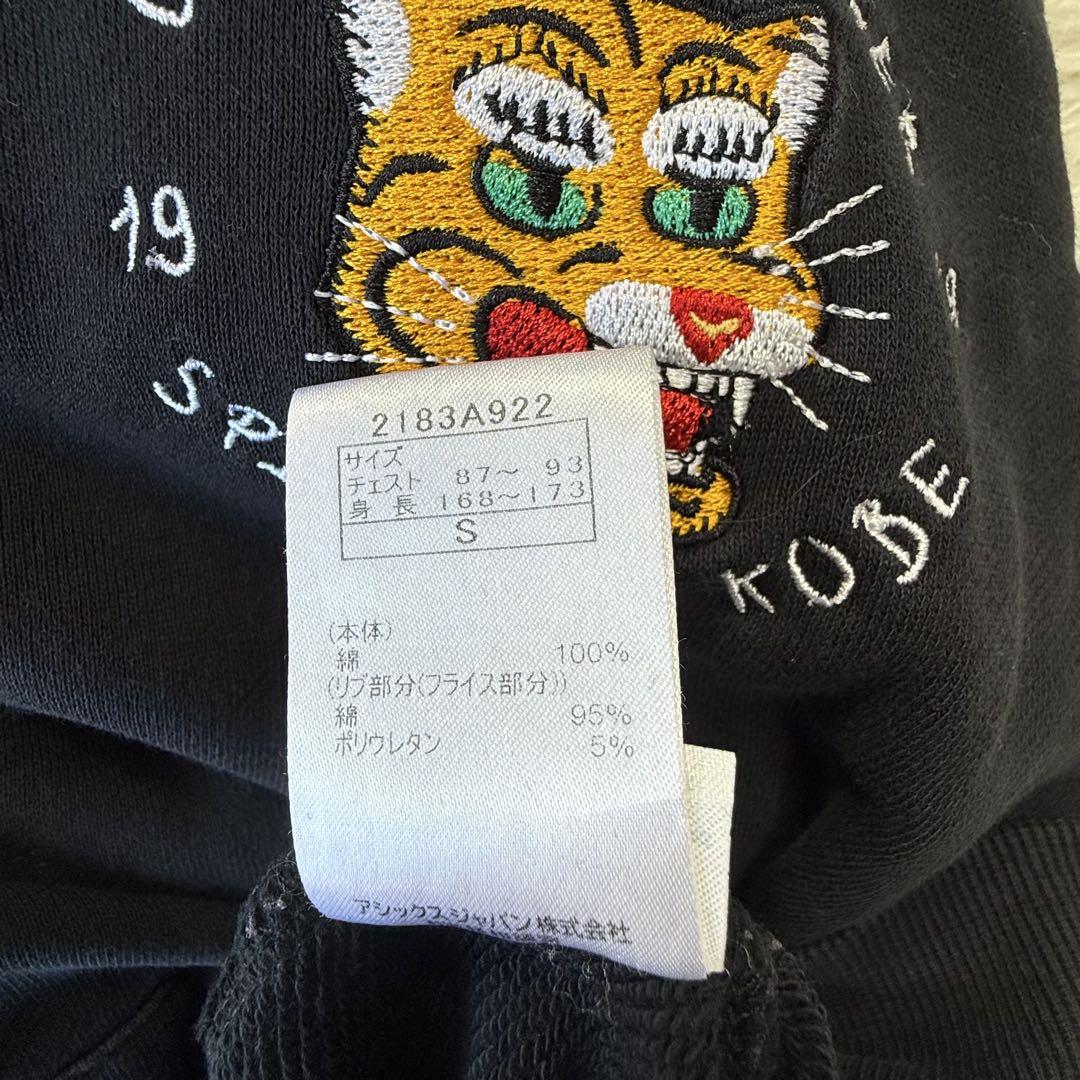 19
KOBE
2183A922
サイズ
チェスト 87～ 93
身長 168～173
S
(本体)
綿 100%
(リブ部分(フライス部分))
綿 95%
ポリウレタン 5%
アシックスジャパン株式会社